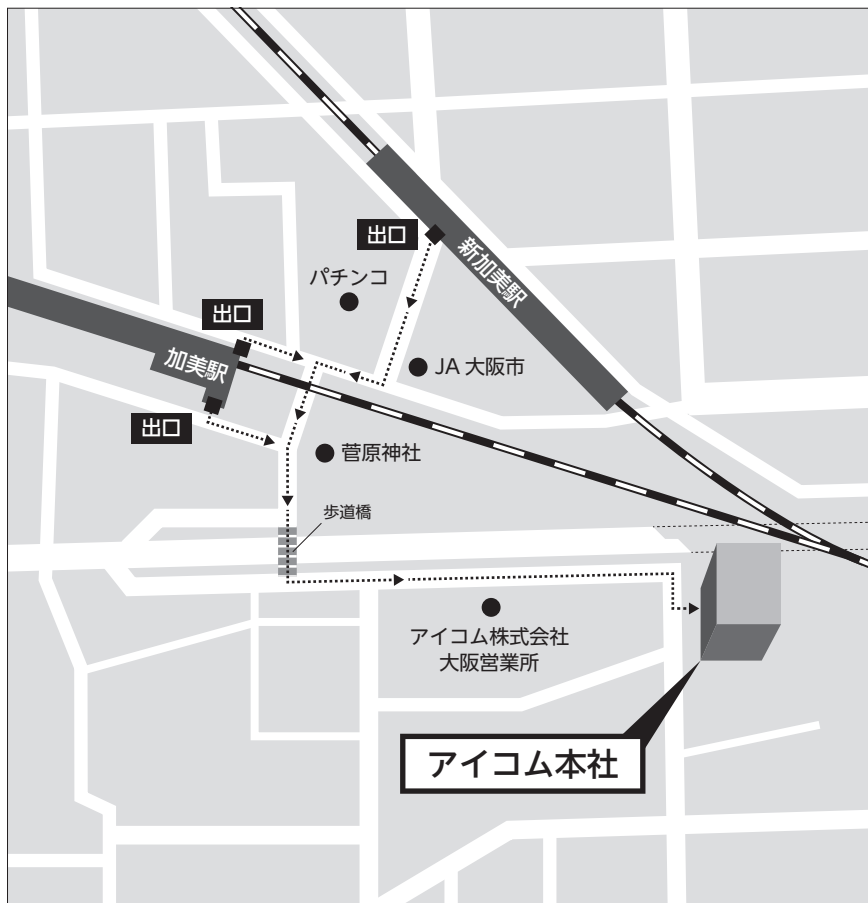 出口
新加美駅
パチンコ
出口
加美駅
JA 大阪市
出口
菅原神社
歩道橋
アイコム株式会社
大阪営業所
アイコム本社